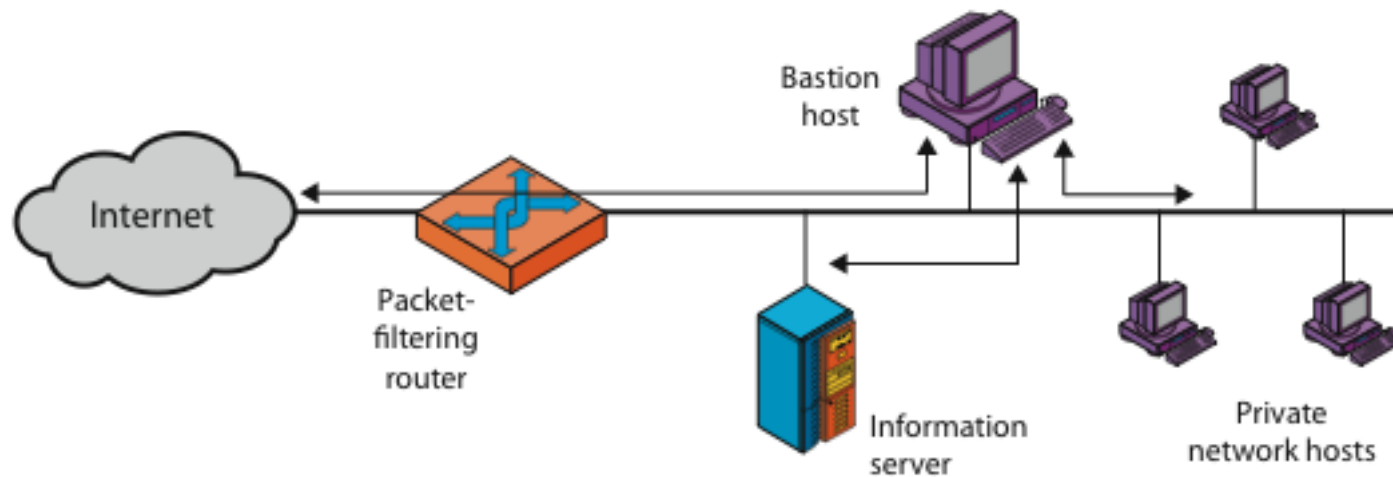 Internet
Packet-
filtering
router
Bastion
host
Information
server
Private
network hosts